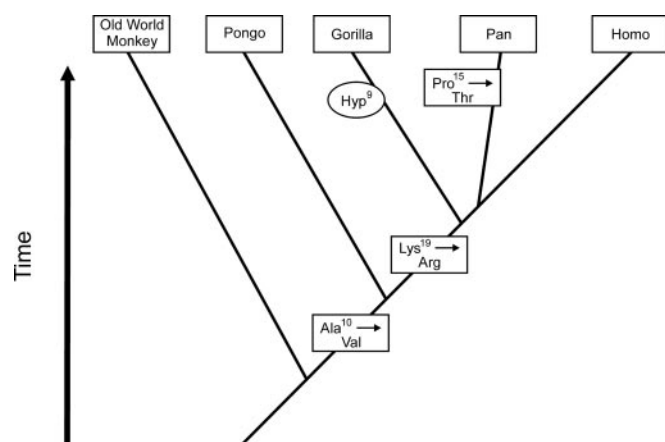 Old World
Monkey
Pongo
Gorilla
Pan
Homo
Hyp⁹
Pro¹⁵ →
Thr
Lys¹⁹ →
Arg
Ala¹⁰ →
Val
Time